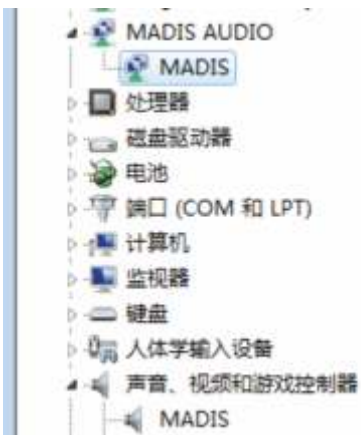 MADIS AUDIO
MADIS
处理器
磁盘驱动器
电池
端口 (COM 和 LPT)
计算机
监视器
键盘
人体学输入设备
声音、视频和游戏控制器
MADIS